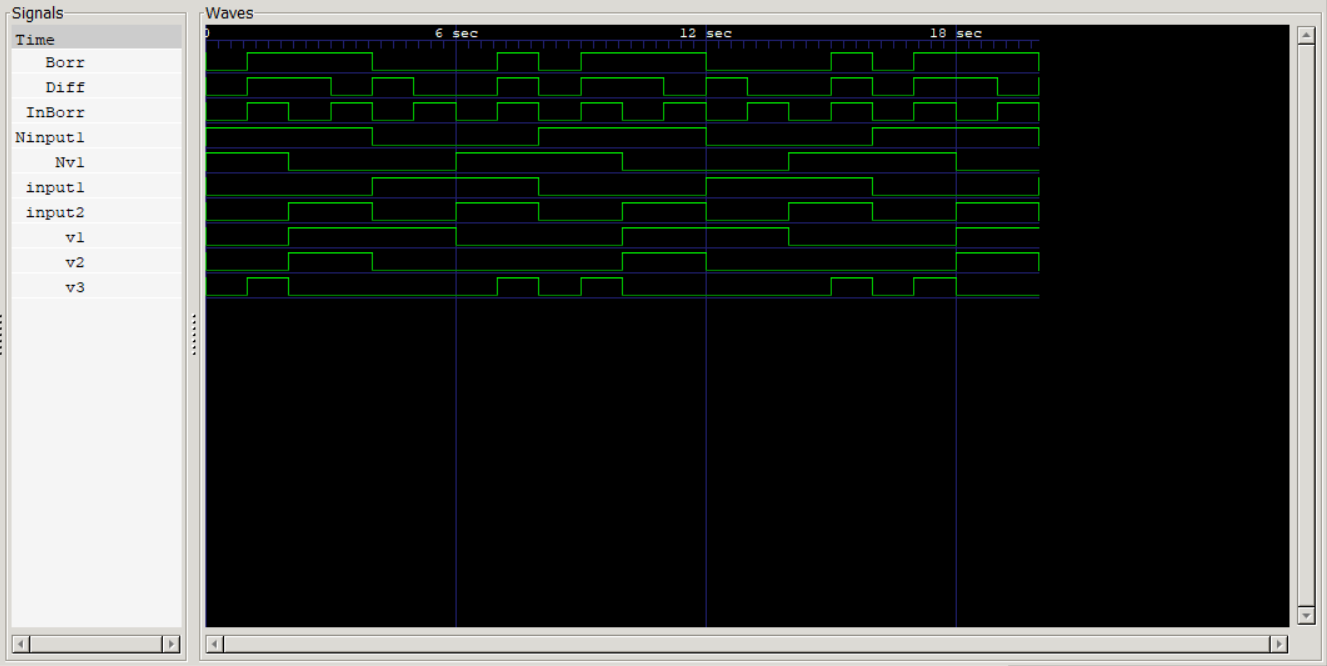 Signals
Waves
Time
0
6 sec
12 sec
18 sec
Borr
Diff
InBorr
Ninput1
Nv1
input1
input2
v1
v2
v3